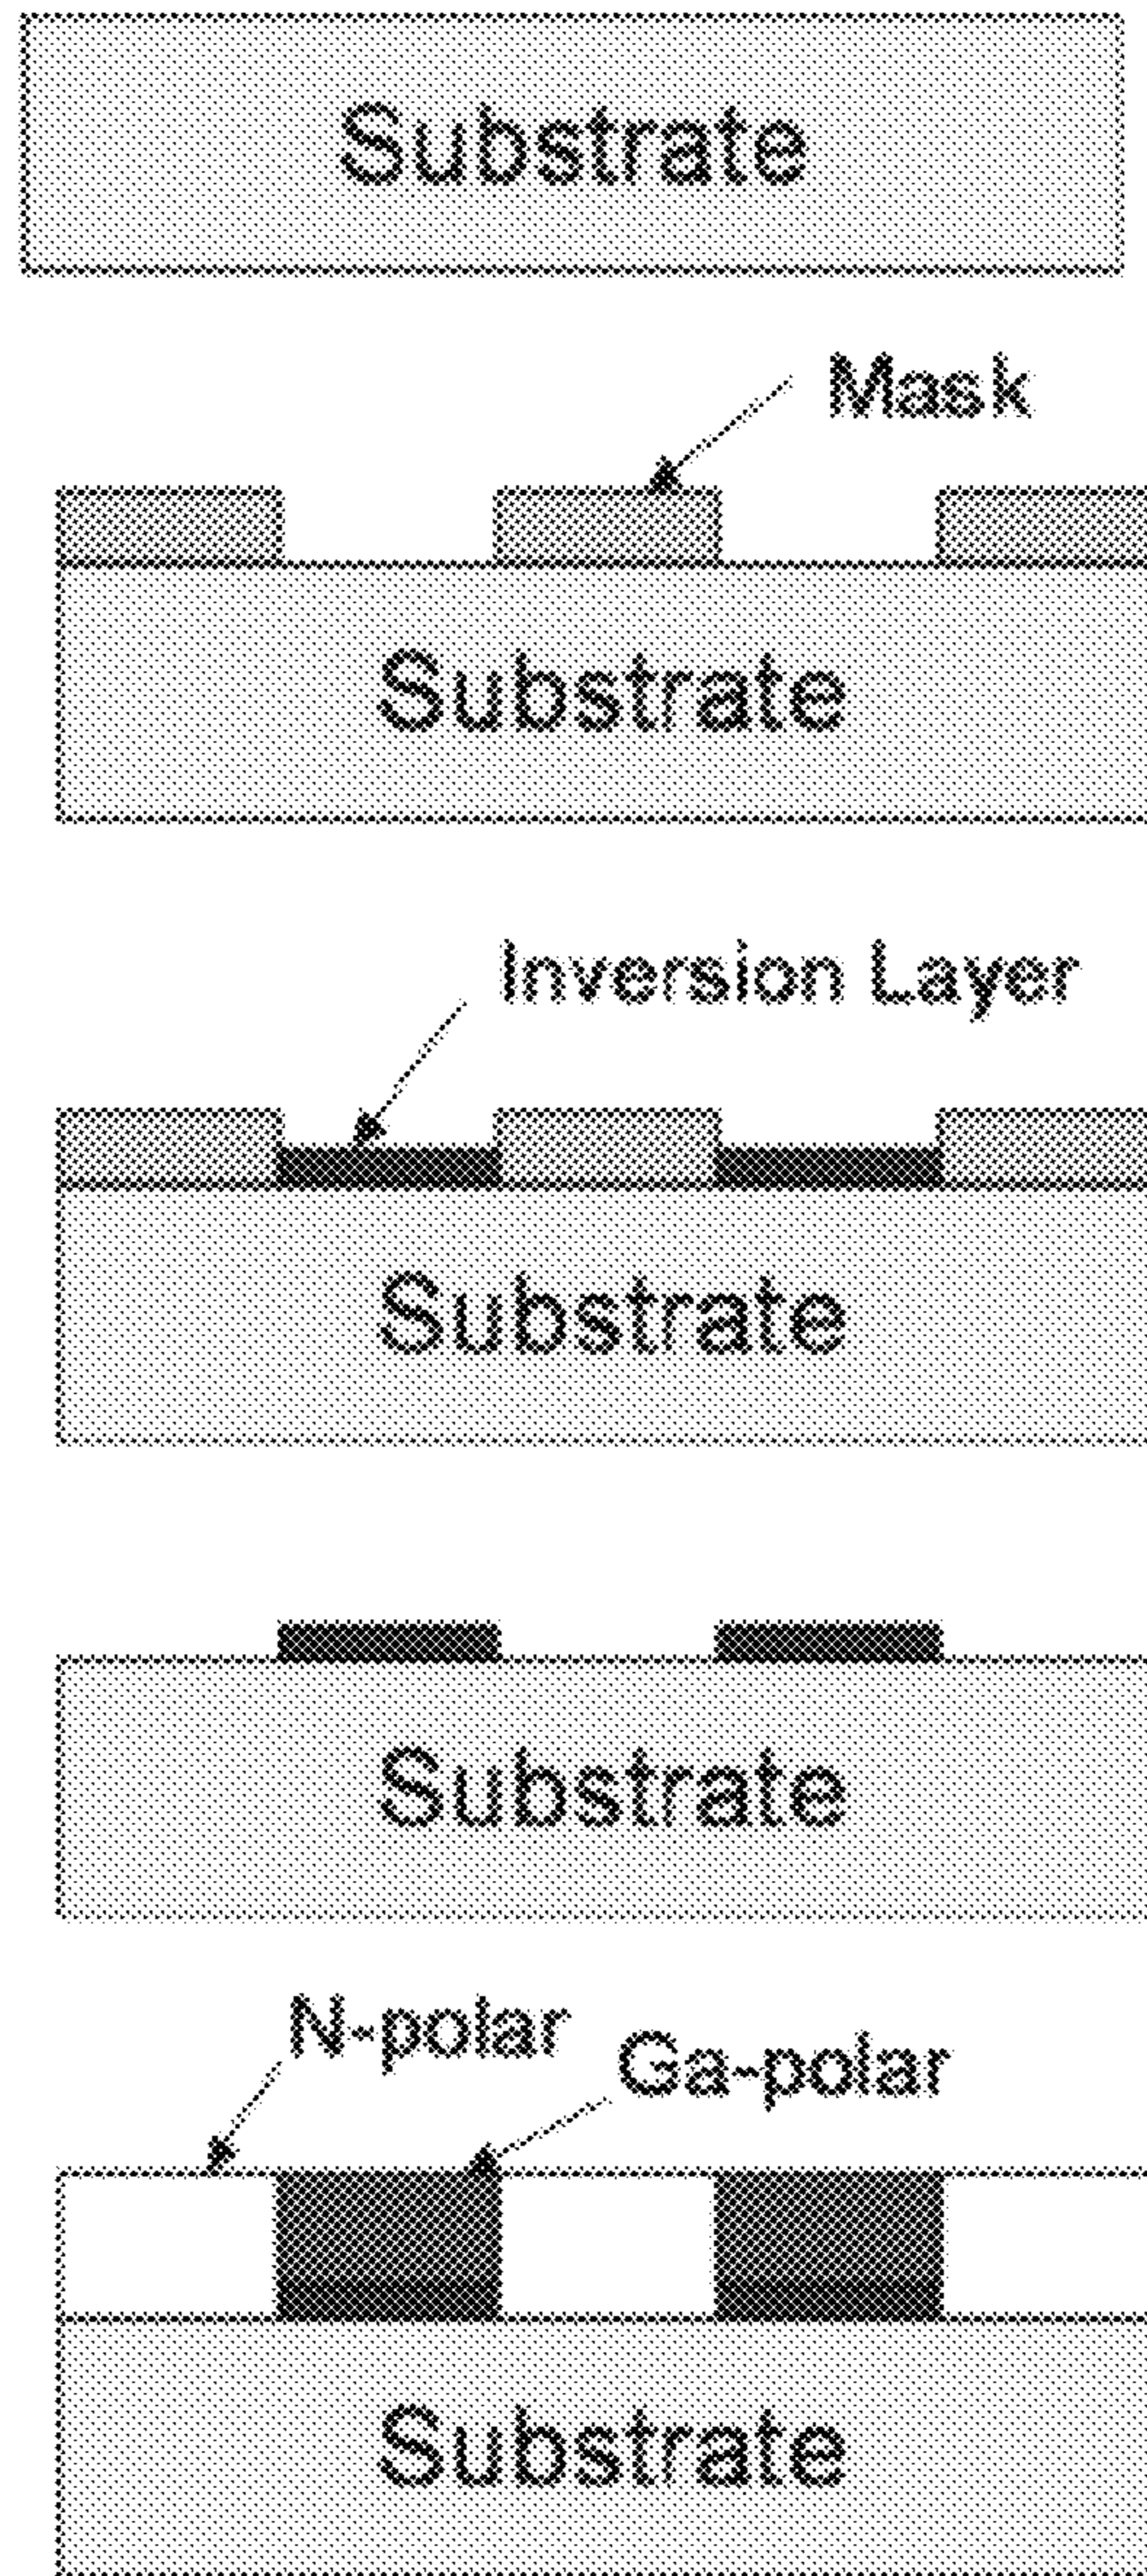 Substrate
Mask
Substrate
Inversion Layer
Substrate
Substrate
N-polar
Ga-polar
Substrate